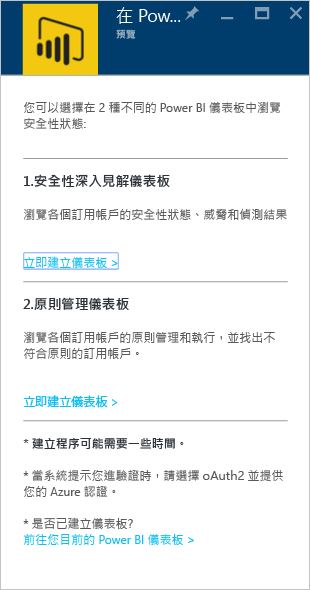 在 Pow...
預覽
您可以選擇在 2 種不同的 Power BI 儀表板中瀏覽
安全性狀態:
1.安全性深入見解儀表板
瀏覽各個訂用帳戶的安全性狀態、威脅和偵測結果
立即建立儀表板 >
2.原則管理儀表板
瀏覽各個訂用帳戶的原則管理和執行，並找出不
符合原則的訂用帳戶。
立即建立儀表板 >
* 建立程序可能需要一些時間。
* 當系統提示您進驗證時，請選擇 oAuth2 並提供
您的 Azure 認證。
* 是否已建立儀表板?
前往您目前的 Power BI 儀表板 >